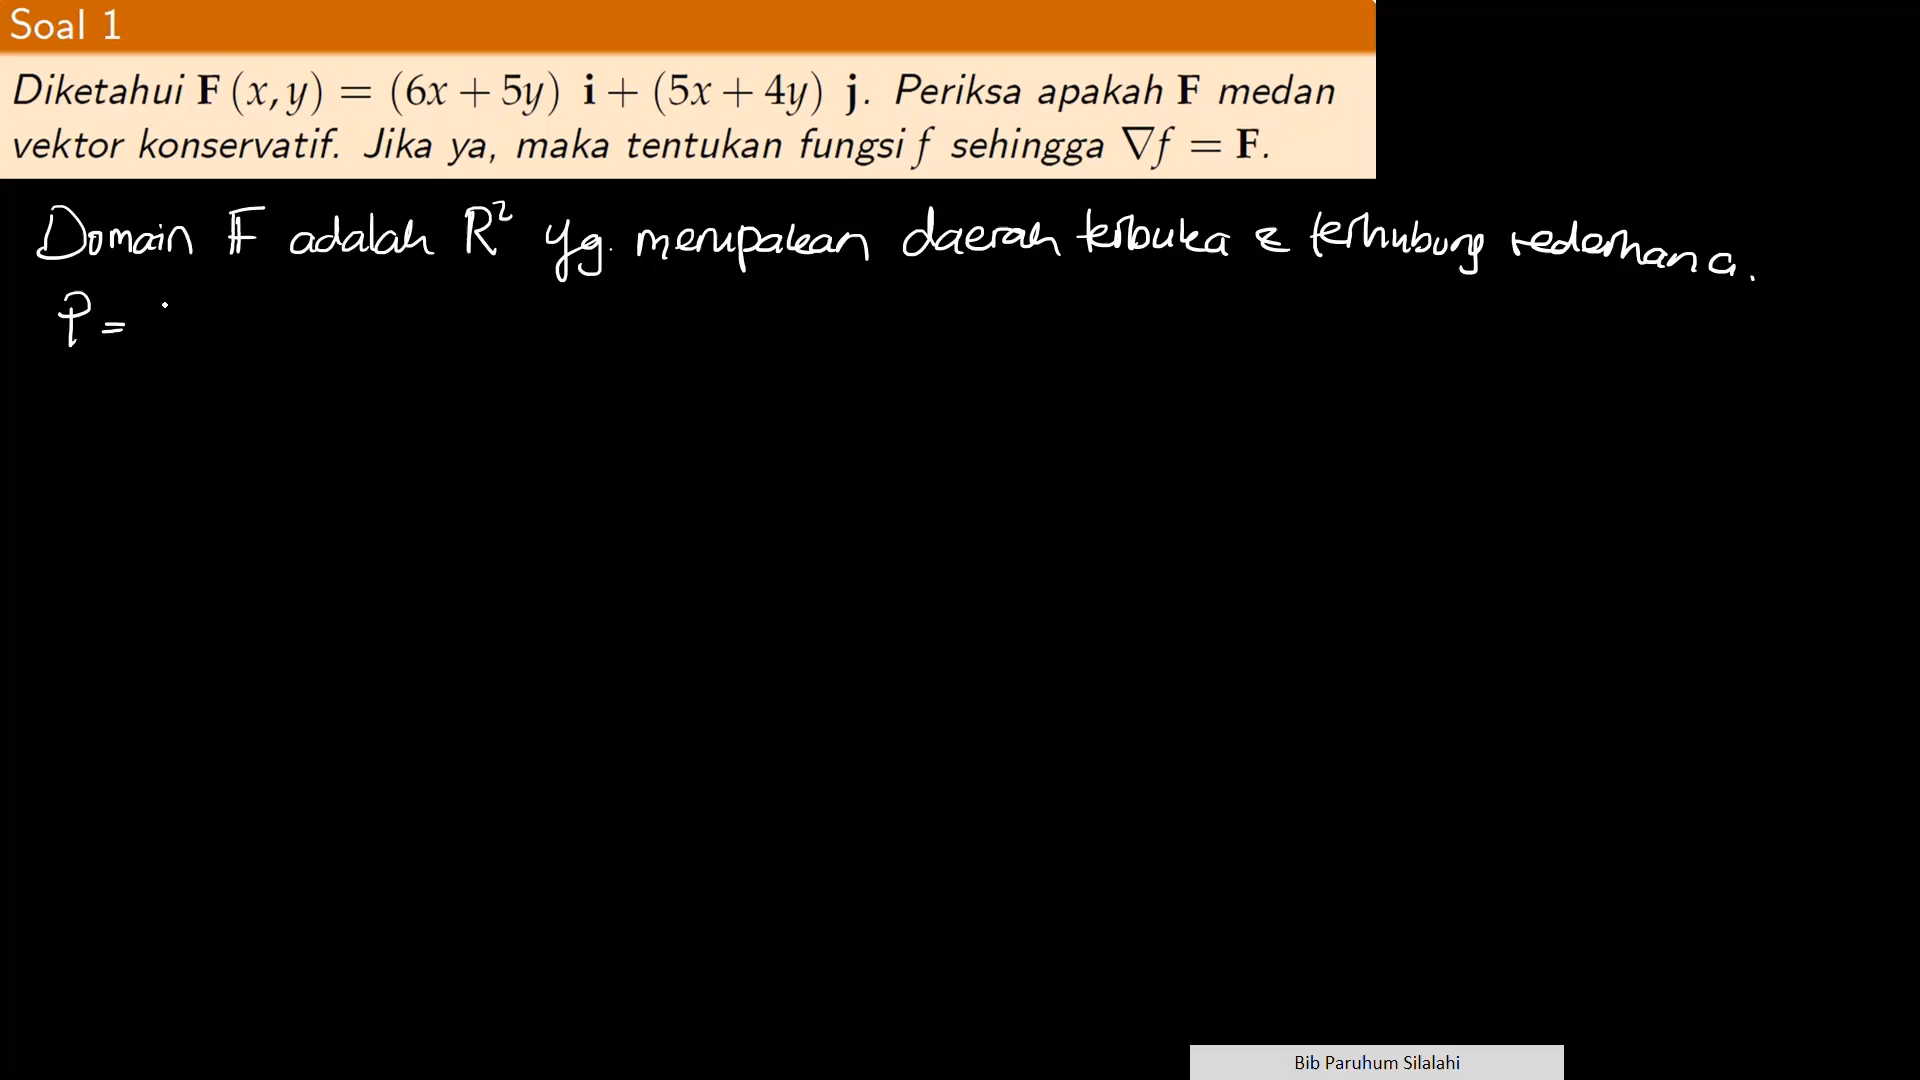 Soal 1
Diketahui F (x, y) = (6x + 5y) i + (5x + 4y) j. Periksa apakah F medan
vektor konservatif. Jika ya, maka tentukan fungsi f sehingga ∇f = F.
Domain F adalah R² yg. merupakan daerah terbuka & terhubung sederhana.
P =
Bib Paruhum Silalahi